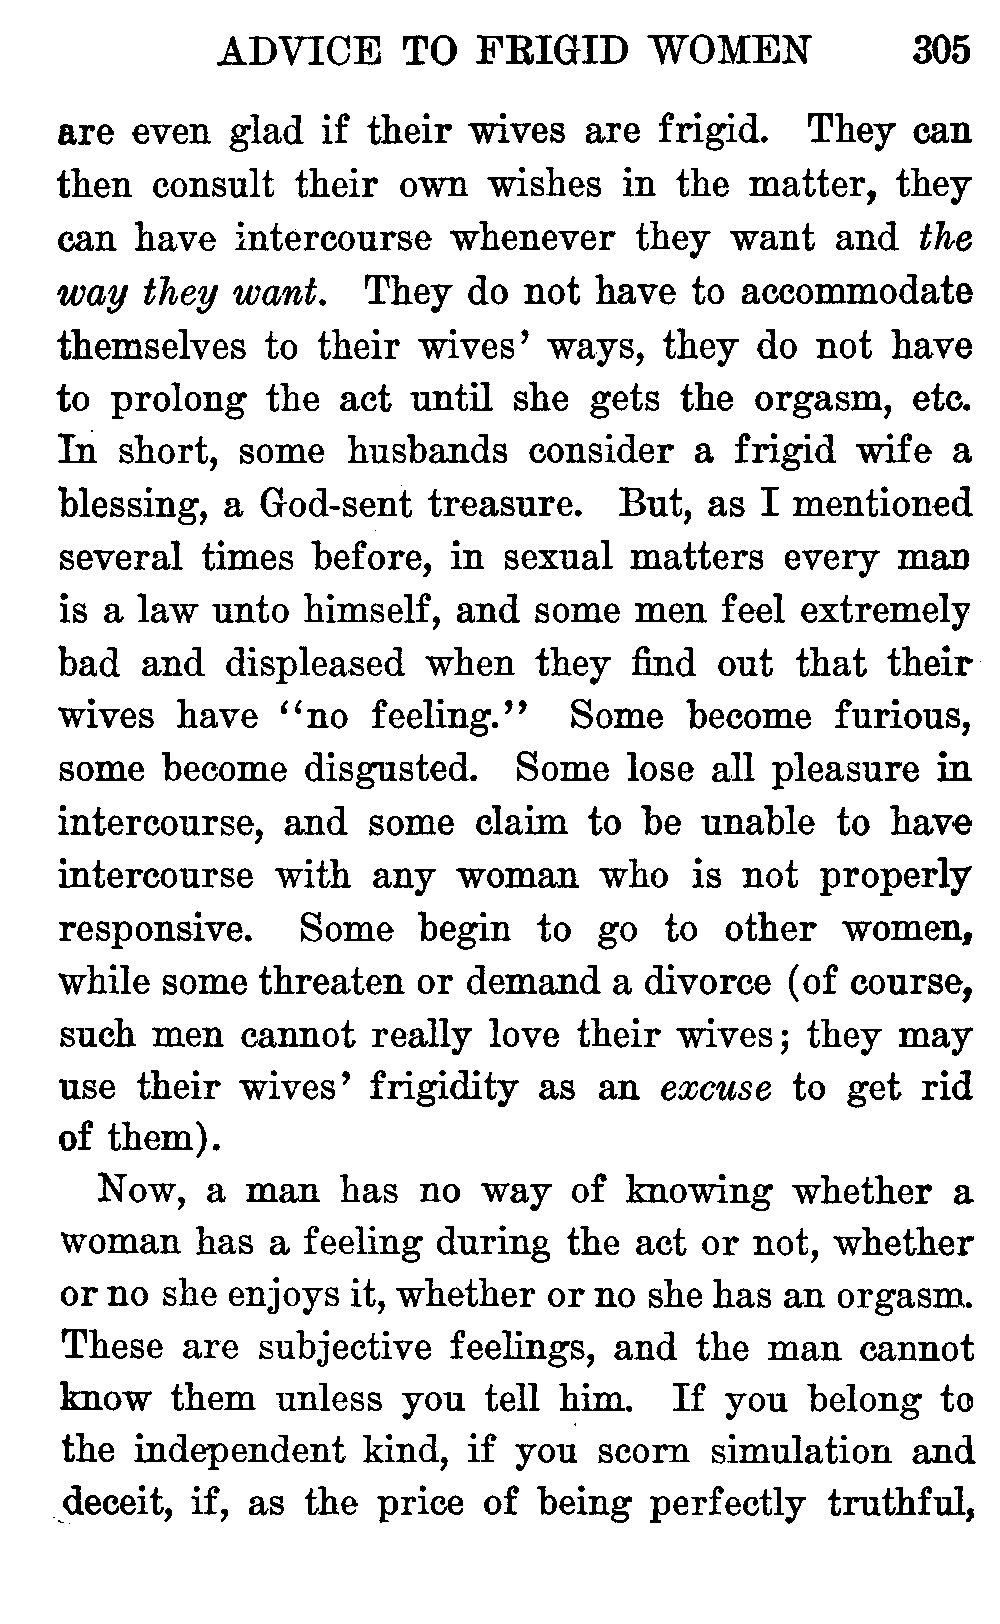 ADVICE TO FRIGID WOMEN 305
are even glad if their wives are frigid. They can
then consult their own wishes in the matter, they
can have intercourse whenever they want and the
way they want. They do not have to accommodate
themselves to their wives' ways, they do not have
to prolong the act until she gets the orgasm, etc.
In short, some husbands consider a frigid wife a
blessing, a God-sent treasure. But, as I mentioned
several times before, in sexual matters every man
is a law unto himself, and some men feel extremely
bad and displeased when they find out that their
wives have "no feeling." Some become furious,
some become disgusted. Some lose all pleasure in
intercourse, and some claim to be unable to have
intercourse with any woman who is not properly
responsive. Some begin to go to other women,
while some threaten or demand a divorce (of course,
such men cannot really love their wives; they may
use their wives' frigidity as an excuse to get rid
of them).
Now, a man has no way of knowing whether a
woman has a feeling during the act or not, whether
or no she enjoys it, whether or no she has an orgasm.
These are subjective feelings, and the man cannot
know them unless you tell him. If you belong to
the independent kind, if you scorn simulation and
deceit, if, as the price of being perfectly truthful,